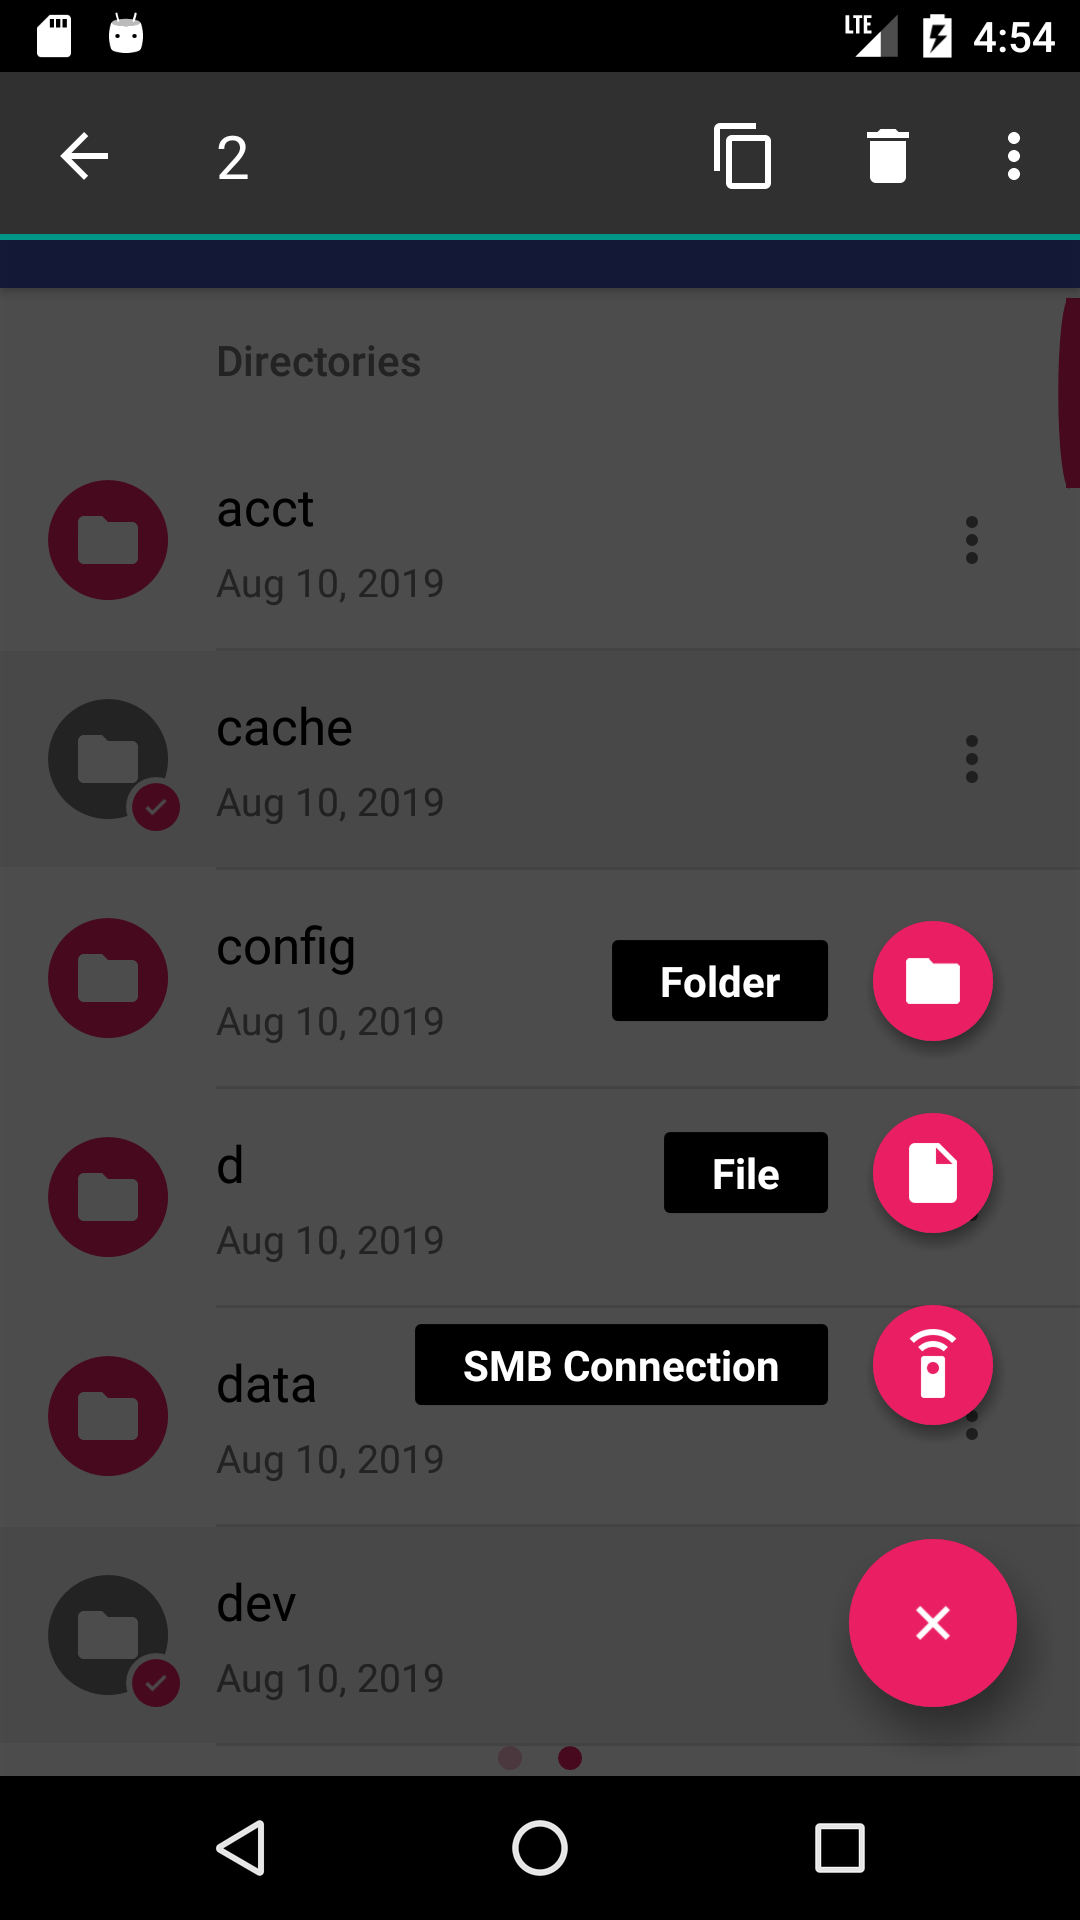 LTE 4:54
2
Directories
acct
Aug 10, 2019
cache
Aug 10, 2019
config
Aug 10, 2019
Folder
d
Aug 10, 2019
File
data
Aug 10, 2019
SMB Connection
dev
Aug 10, 2019